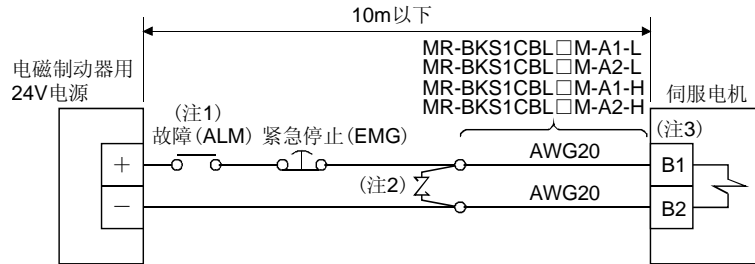 10m以下
MR-BKS1CBL□M-A1-L
MR-BKS1CBL□M-A2-L
MR-BKS1CBL□M-A1-H
MR-BKS1CBL□M-A2-H
电磁制动器用
24V电源
伺服电机
(注1)
故障(ALM) 紧急停止(EMG)
(注3)
+
AWG20
B1
(注2)
−
AWG20
B2